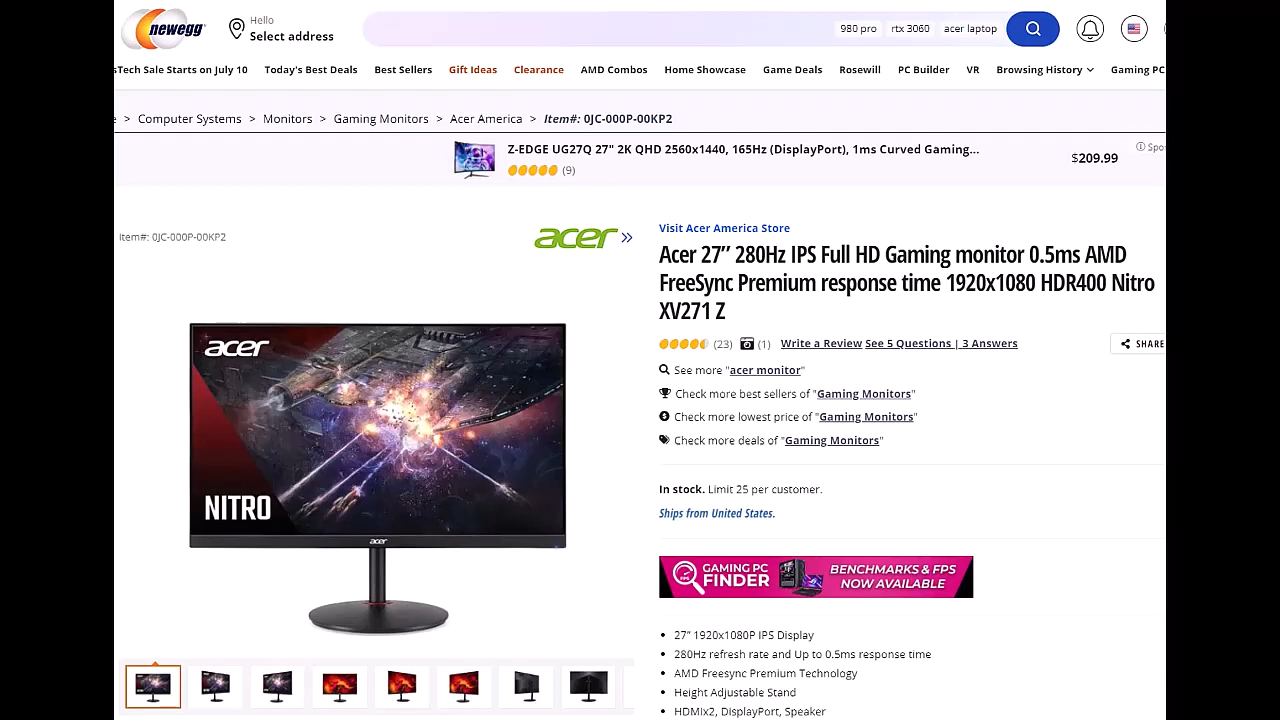 newegg
Hello
Select address
980 pro
rtx 3060
acer laptop
sTech Sale Starts on July 10
Today's Best Deals
Best Sellers
Gift Ideas
Clearance
AMD Combos
Home Showcase
Game Deals
Rosewill
PC Builder
VR
Browsing History
Gaming PC
> Computer Systems > Monitors > Gaming Monitors > Acer America > Item#: 0JC-000P-00KP2
Z-EDGE UG27Q 27" 2K QHD 2560x1440, 165Hz (DisplayPort), 1ms Curved Gaming...
(9)
$209.99
Spo
Item#: 0JC-000P-00KP2
acer
Visit Acer America Store
Acer 27” 280Hz IPS Full HD Gaming monitor 0.5ms AMD
FreeSync Premium response time 1920x1080 HDR400 Nitro
XV271 Z
(23) (1) Write a Review See 5 Questions | 3 Answers
SHARE
See more "acer monitor"
Check more best sellers of "Gaming Monitors"
Check more lowest price of "Gaming Monitors"
Check more deals of "Gaming Monitors"
In stock. Limit 25 per customer.
Ships from United States.
acer
NITRO
acer
FPS
GAMING PC
FINDER
BENCHMARKS & FPS
NOW AVAILABLE
• 27” 1920x1080P IPS Display
• 280Hz refresh rate and Up to 0.5ms response time
• AMD Freesync Premium Technology
• Height Adjustable Stand
• HDMIx2, DisplayPort, Speaker